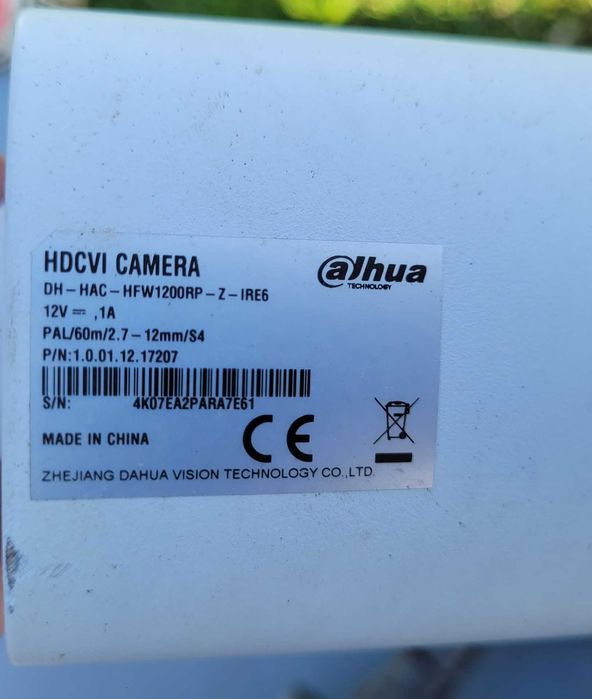 HDCVI CAMERA
alhua
TECHNOLOGY
DH-HAC-HFW1200RP-Z-IRE6
12V ⎓ ,1A
PAL/60m/2.7-12mm/S4
P/N:1.0.01.12.17207
S/N: 4K07EA2PARA7E61
MADE IN CHINA
CE
ZHEJIANG DAHUA VISION TECHNOLOGY CO.,LTD.